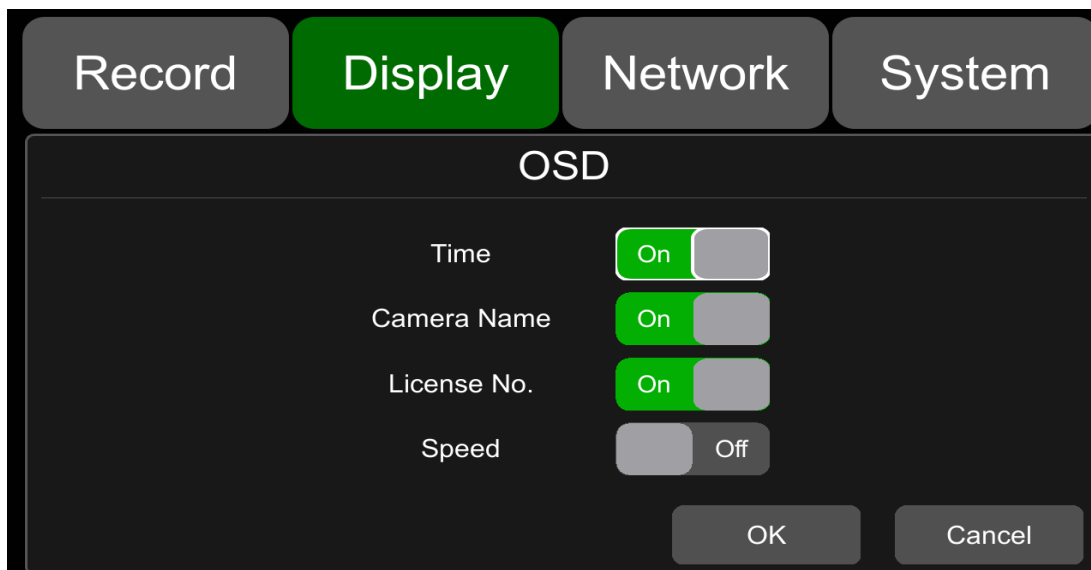 Record Display Network System
OSD
Time On
Camera Name On
License No. On
Speed Off
OK Cancel